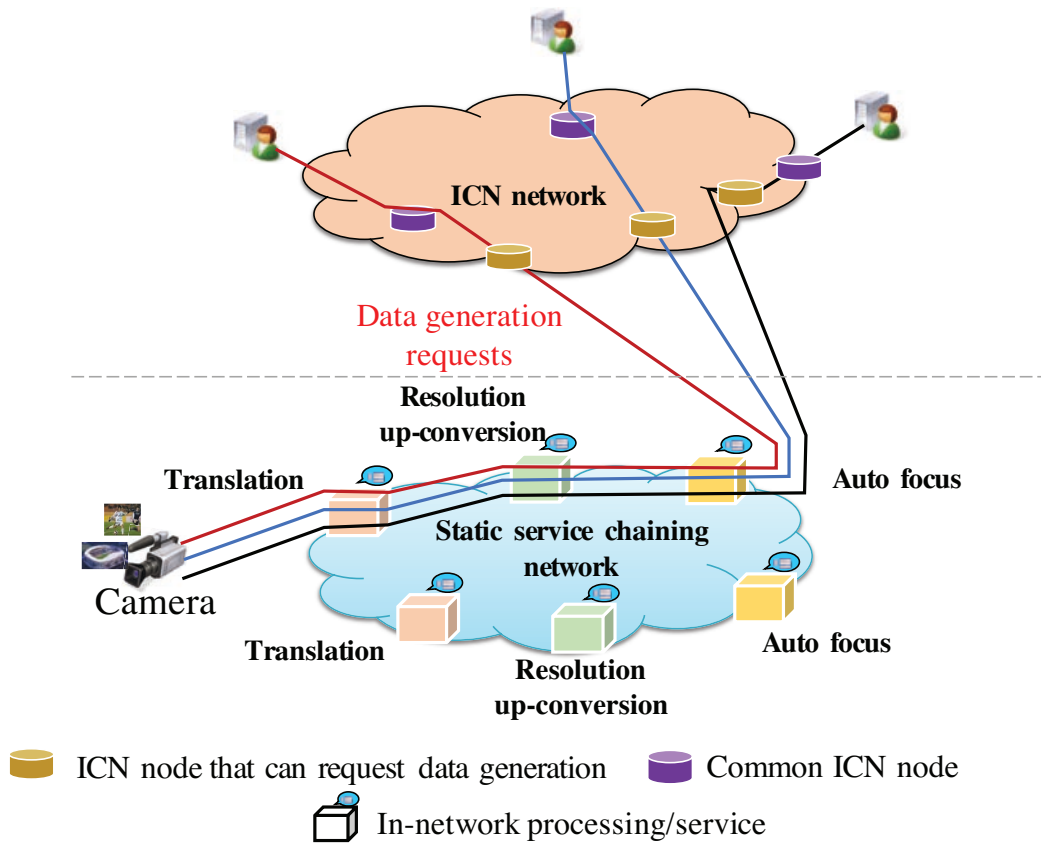 ICN network
Data generation
requests
Resolution
up-conversion
Translation
Auto focus
Static service chaining
network
Camera
Translation
Auto focus
Resolution
up-conversion
ICN node that can request data generation
Common ICN node
In-network processing/service